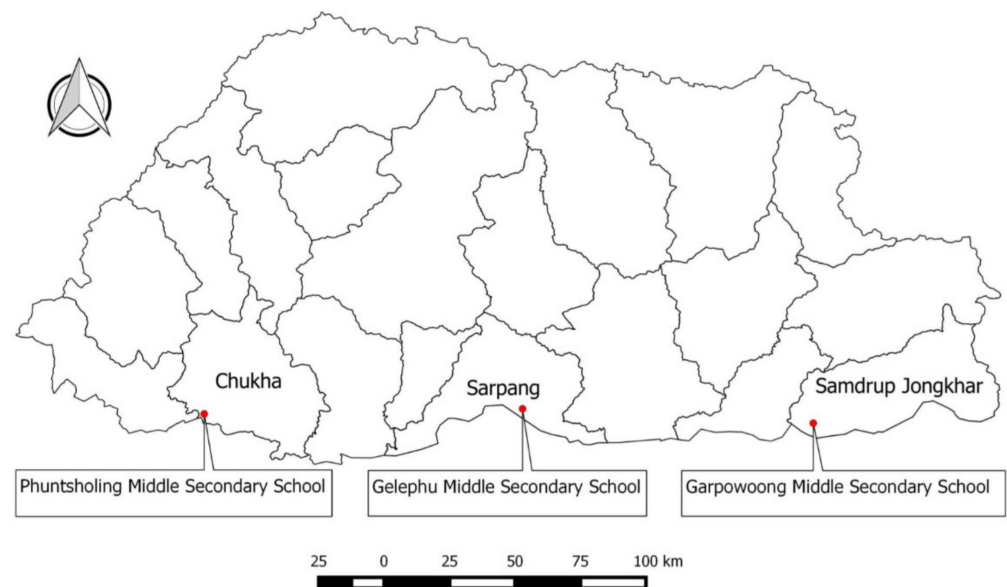 Chukha
Sarpang
Samdrup Jongkhar
Phuntsholing Middle Secondary School
Gelephu Middle Secondary School
Garpowoong Middle Secondary School
25 0 25 50 75 100 km